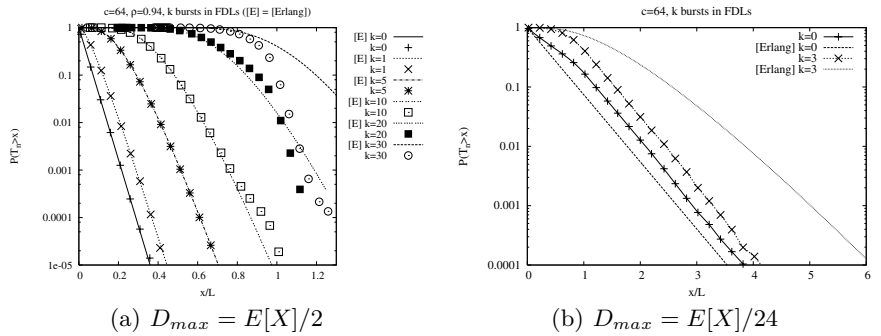 c=64, ρ=0.94, k bursts in FDLs ([E] = [Erlang])
P(T_n>x)
1
0.1
0.01
0.001
0.0001
1e-05
0 0.2 0.4 0.6 0.8 1 1.2
x/L
[E] k=0
k=0
[E] k=1
k=1
[E] k=5
k=5
[E] k=10
k=10
[E] k=20
k=20
[E] k=30
k=30
(a) D_max = E[X]/2
c=64, k bursts in FDLs
P(T_n>x)
1
0.1
0.01
0.001
0.0001
0 1 2 3 4 5 6
x/L
k=0
[Erlang] k=0
k=3
[Erlang] k=3
(b) D_max = E[X]/24